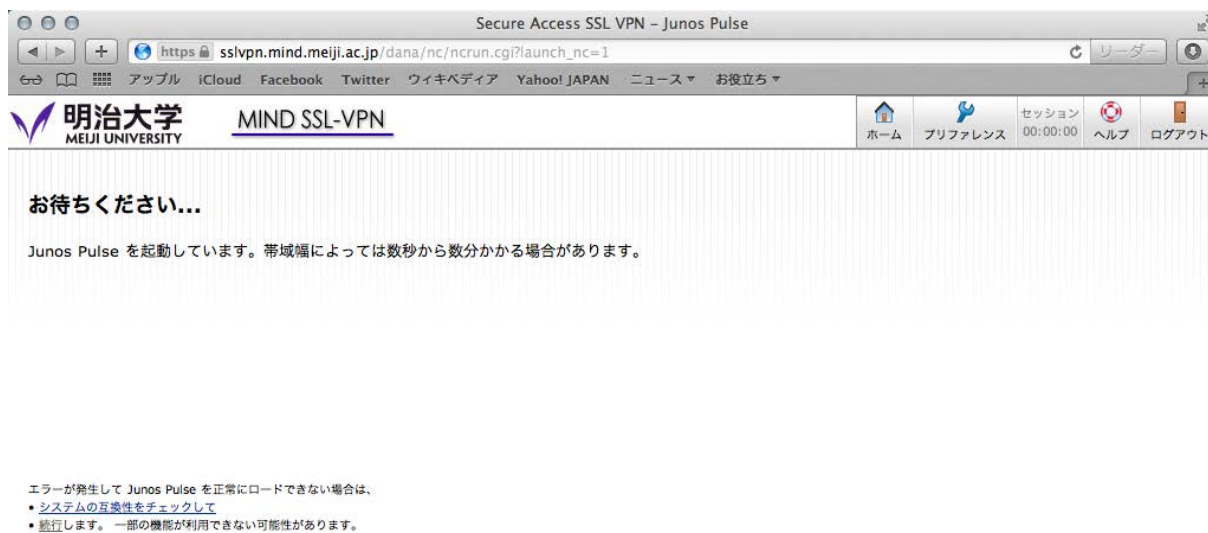 Secure Access SSL VPN – Junos Pulse
https sslvpn.mind.meiji.ac.jp/dana/nc/ncrun.cgi?launch_nc=1
リーダー
アップル iCloud Facebook Twitter ウィキペディア Yahoo! JAPAN ニュース▼ お役立ち▼
明治大学
MEIJI UNIVERSITY
MIND SSL-VPN
ホーム
プリファレンス
セッション
00:00:00
ヘルプ
ログアウト
お待ちください...
Junos Pulse を起動しています。帯域幅によっては数秒から数分かかる場合があります。
エラーが発生して Junos Pulse を正常にロードできない場合は、
• システムの互換性をチェックして
• 続行します。 一部の機能が利用できない可能性があります。